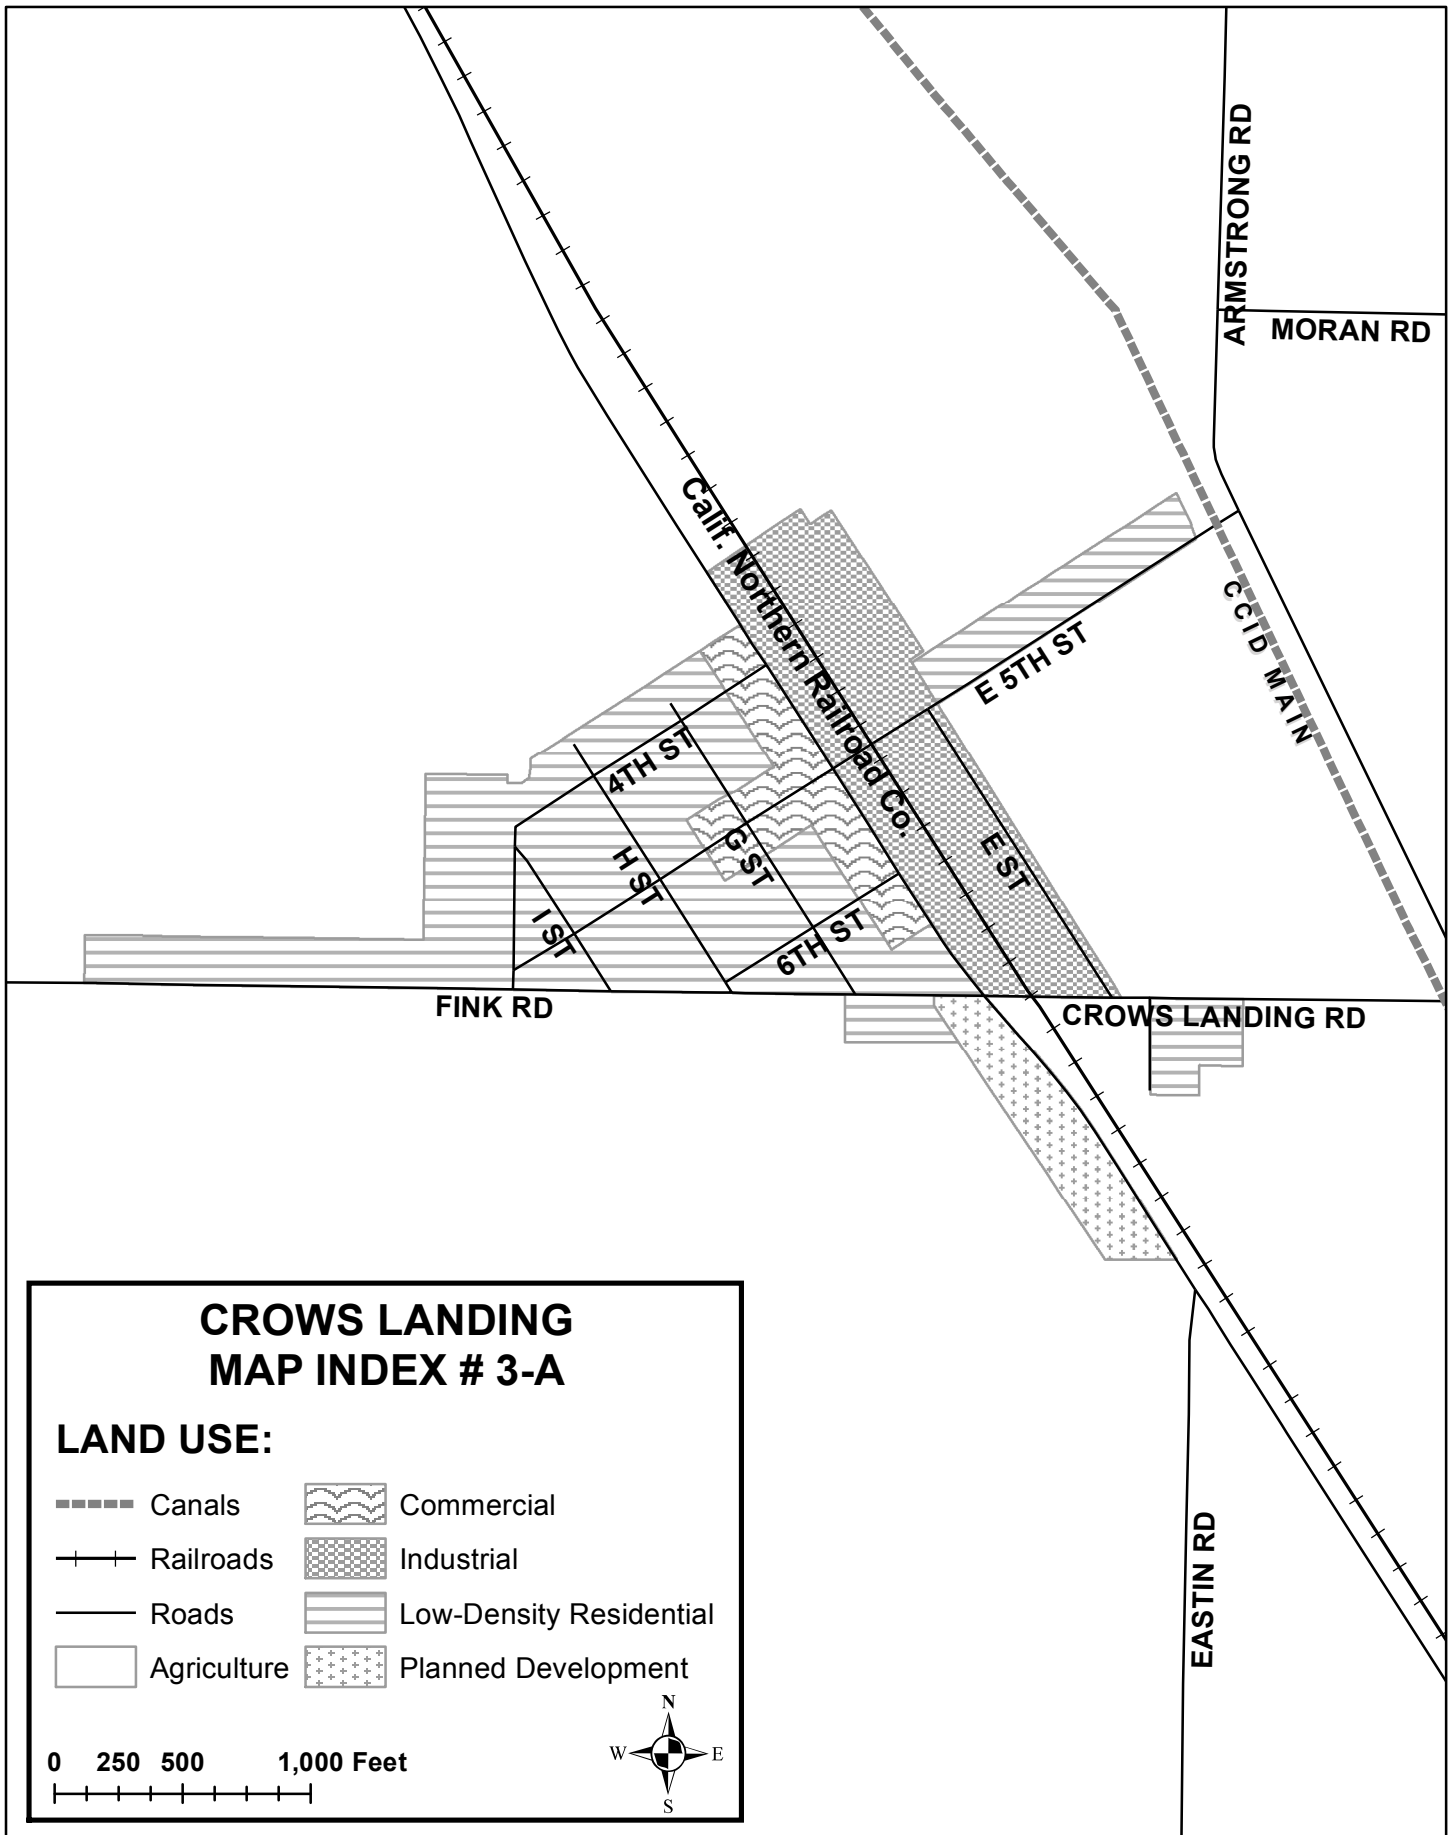 ARMSTRONG RD
MORAN RD
Calif. Northern Railroad Co.
E 5TH ST
CCID MAIN
4TH ST
G ST
H ST
E ST
I ST
6TH ST
FINK RD
CROWS LANDING RD
EASTIN RD
CROWS LANDING
MAP INDEX # 3-A
LAND USE:
Canals
Commercial
Railroads
Industrial
Roads
Low-Density Residential
Agriculture
Planned Development
0 250 500 1,000 Feet
N
W E
S